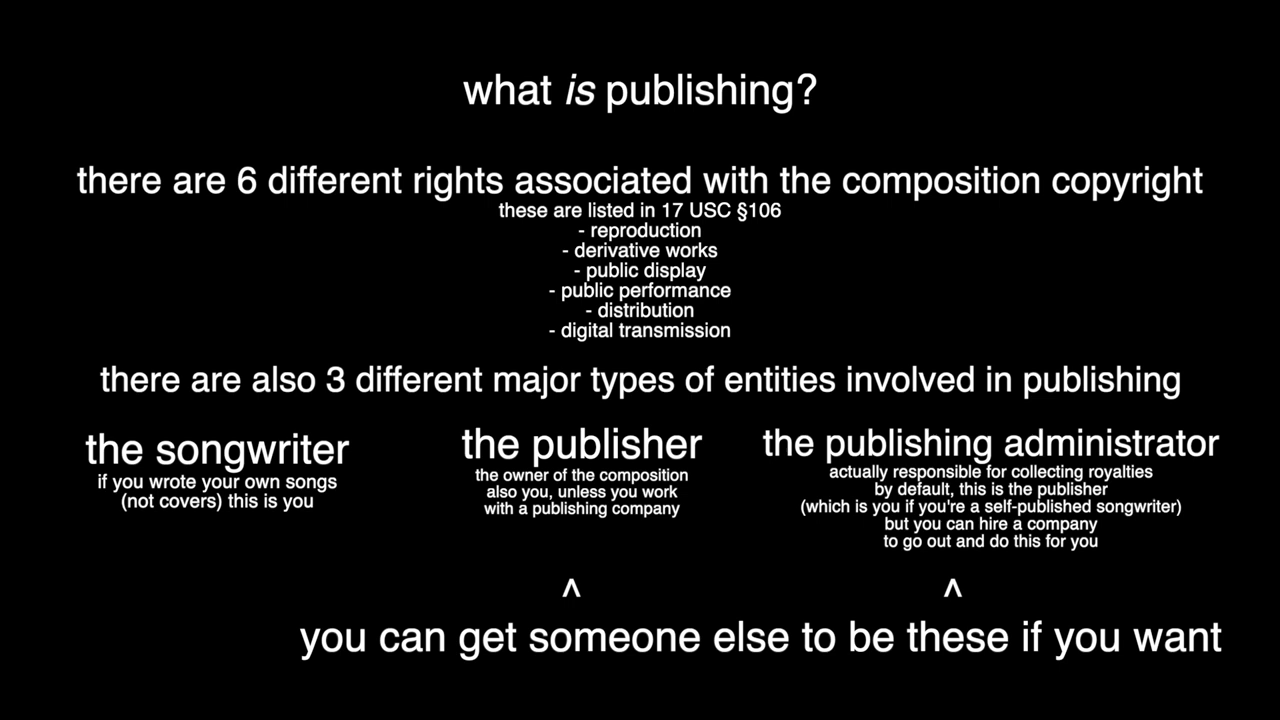 what is publishing?
there are 6 different rights associated with the composition copyright
these are listed in 17 USC §106
- reproduction
- derivative works
- public display
- public performance
- distribution
- digital transmission
there are also 3 different major types of entities involved in publishing
the songwriter
if you wrote your own songs
(not covers) this is you
the publisher
the owner of the composition
also you, unless you work
with a publishing company
the publishing administrator
actually responsible for collecting royalties
by default, this is the publisher
(which is you if you're a self-published songwriter)
but you can hire a company
to go out and do this for you
^ ^
you can get someone else to be these if you want